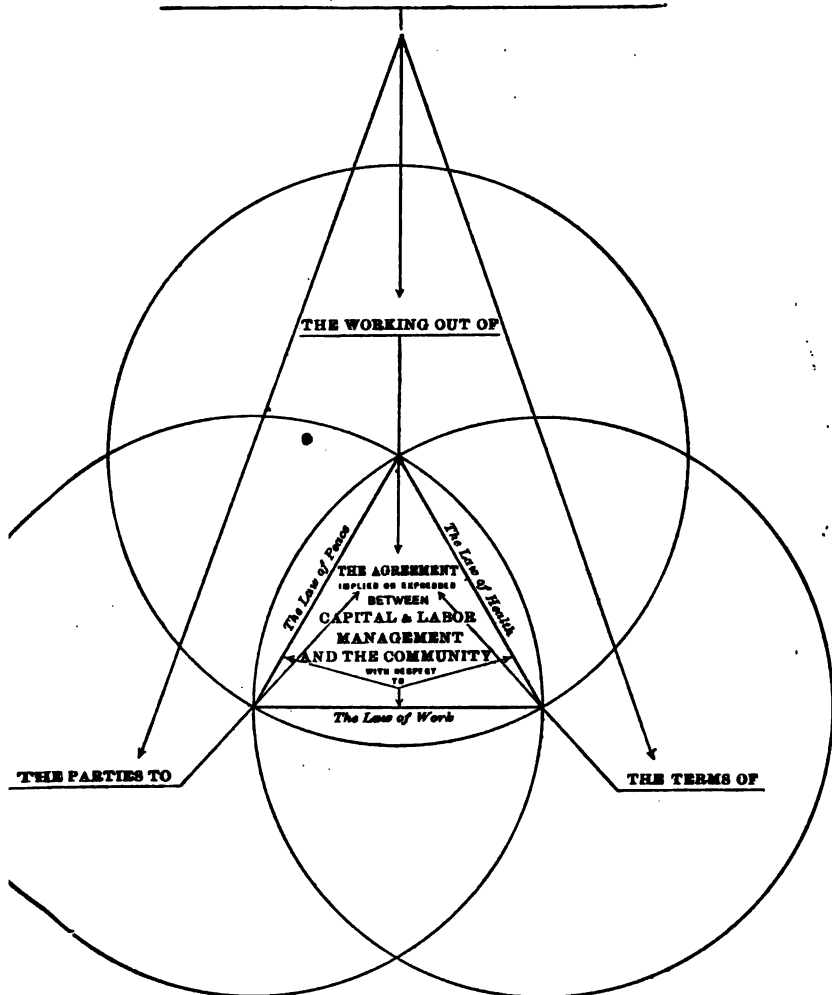 THE WORKING OUT OF
The Law of Peace
The Law of Health
THE AGREEMENT
IMPLIED OR EXPRESSED
BETWEEN
CAPITAL & LABOR
MANAGEMENT
AND THE COMMUNITY
WITH RESPECT
TO
The Law of Work
THE PARTIES TO
THE TERMS OF